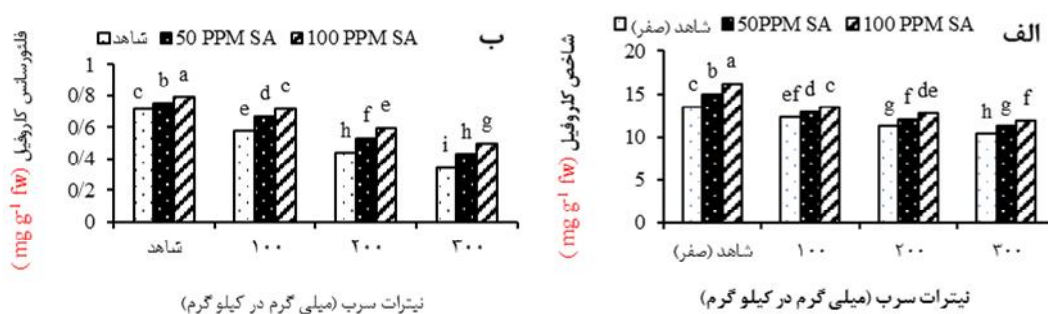 الف
شاهد (صفر) 50PPM SA 100 PPM SA
شاخص کلروفیل (mg g-1 fw)
20
15
10
5
0
c b a ef d c g f de h g f
شاهد (صفر) ۱۰۰ ۲۰۰ ۳۰۰
نیترات سرب (میلی گرم در کیلو گرم)
ب
شاهد 50 PPM SA 100 PPM SA
فلئورسانس کلروفیل (mg g-1 fw)
1
0/8
0/6
0/4
0/2
0
c b a e d c h f e i h g
شاهد ۱۰۰ ۲۰۰ ۳۰۰
نیترات سرب (میلی گرم در کیلو گرم)